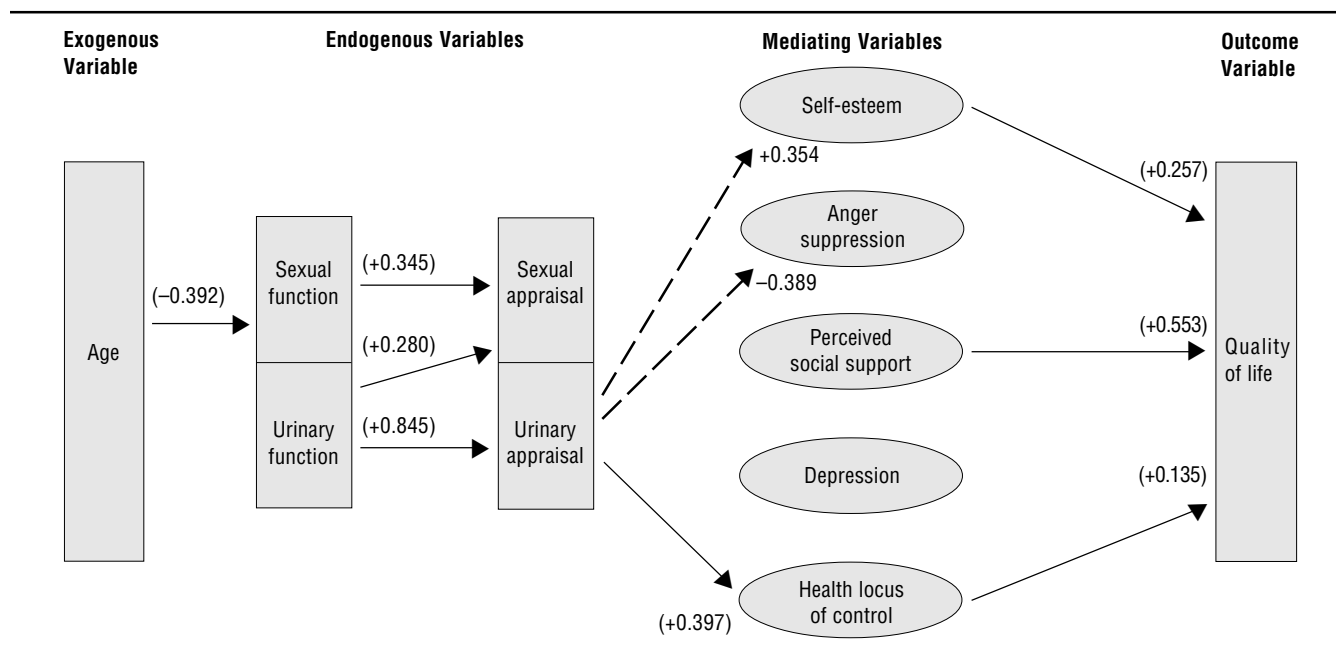 Exogenous
Variable
Endogenous Variables
Mediating Variables
Outcome
Variable
Self-esteem
+0.354
(+0.257)
Anger
suppression
–0.389
Sexual
function
(+0.345)
Sexual
appraisal
(–0.392)
Age
(+0.280)
Perceived
social support
(+0.553)
Quality
of life
Urinary
function
(+0.845)
Urinary
appraisal
Depression
(+0.135)
Health locus
of control
(+0.397)